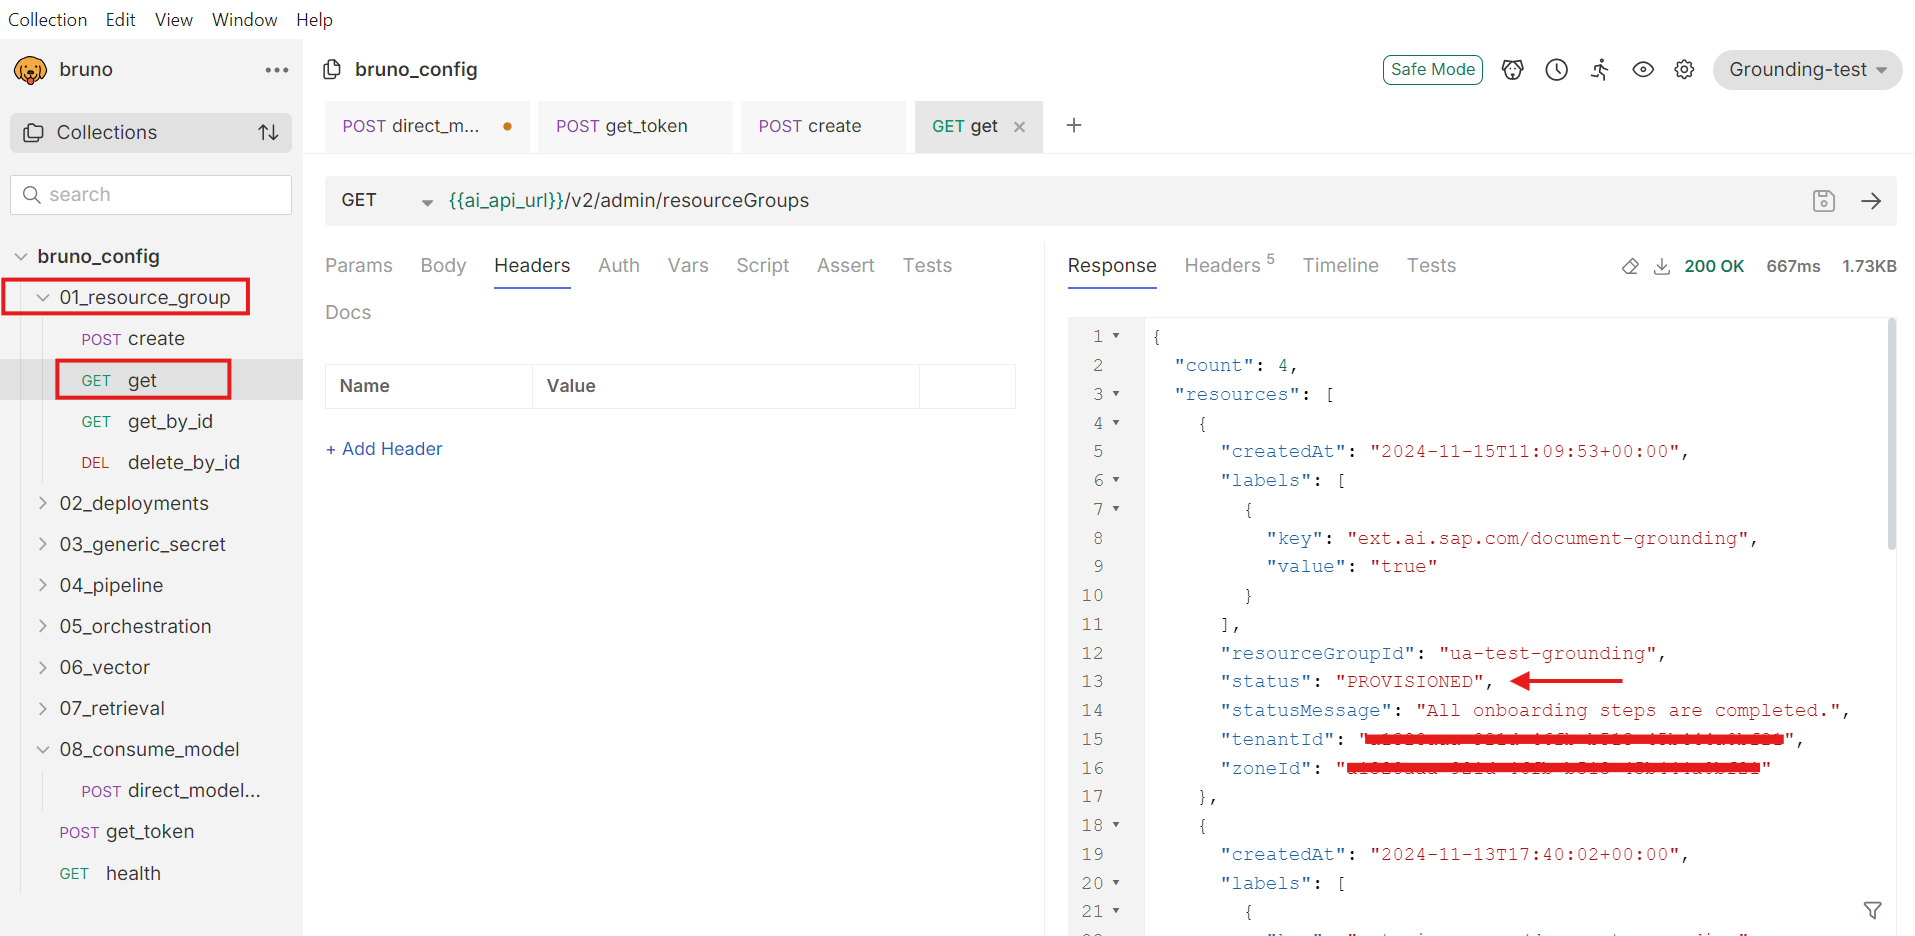 Collection Edit View Window Help
bruno
bruno_config
Safe Mode
Grounding-test
Collections
POST direct_m...
POST get_token
POST create
GET get
search
GET
{{ai_api_url}}/v2/admin/resourceGroups
bruno_config
01_resource_group
POST create
GET get
GET get_by_id
DEL delete_by_id
02_deployments
03_generic_secret
04_pipeline
05_orchestration
06_vector
07_retrieval
08_consume_model
POST direct_model...
POST get_token
GET health
Params Body Headers Auth Vars Script Assert Tests
Docs
Name Value
+ Add Header
Response Headers 5 Timeline Tests
200 OK 667ms 1.73KB
1 {
2 "count": 4,
3 "resources": [
4 {
5 "createdAt": "2024-11-15T11:09:53+00:00",
6 "labels": [
7 {
8 "key": "ext.ai.sap.com/document-grounding",
9 "value": "true"
10 }
11 ],
12 "resourceGroupId": "ua-test-grounding",
13 "status": "PROVISIONED",
14 "statusMessage": "All onboarding steps are completed.",
15 "tenantId": "",
16 "zoneId": ""
17 },
18 {
19 "createdAt": "2024-11-13T17:40:02+00:00",
20 "labels": [
21 {